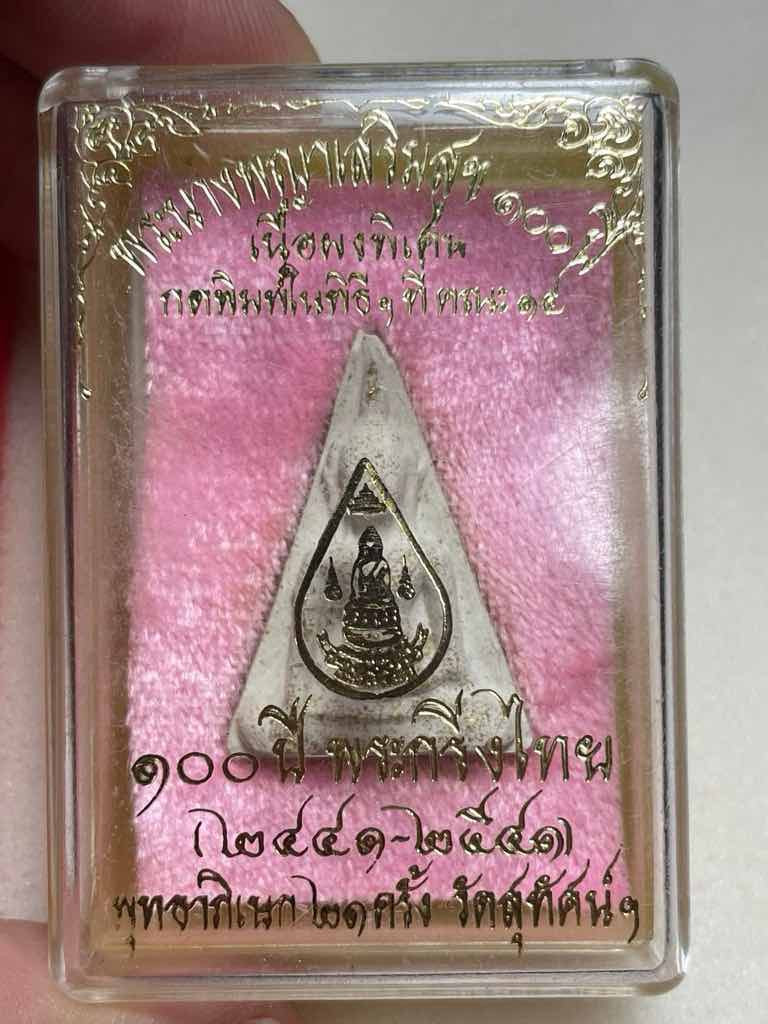 พระนางพญาเสริมสุข ๑๐๐ ปี
เนื้อผงพิเศษ
กดพิมพ์ในพิธีฯ ที่คณะ ๑๕
๑๐๐ ปี พระกริ่งไทย
(๒๔๔๑-๒๕๔๑)
พุทธาภิเษก ๒๑ ครั้ง วัดสุทัศน์ฯ